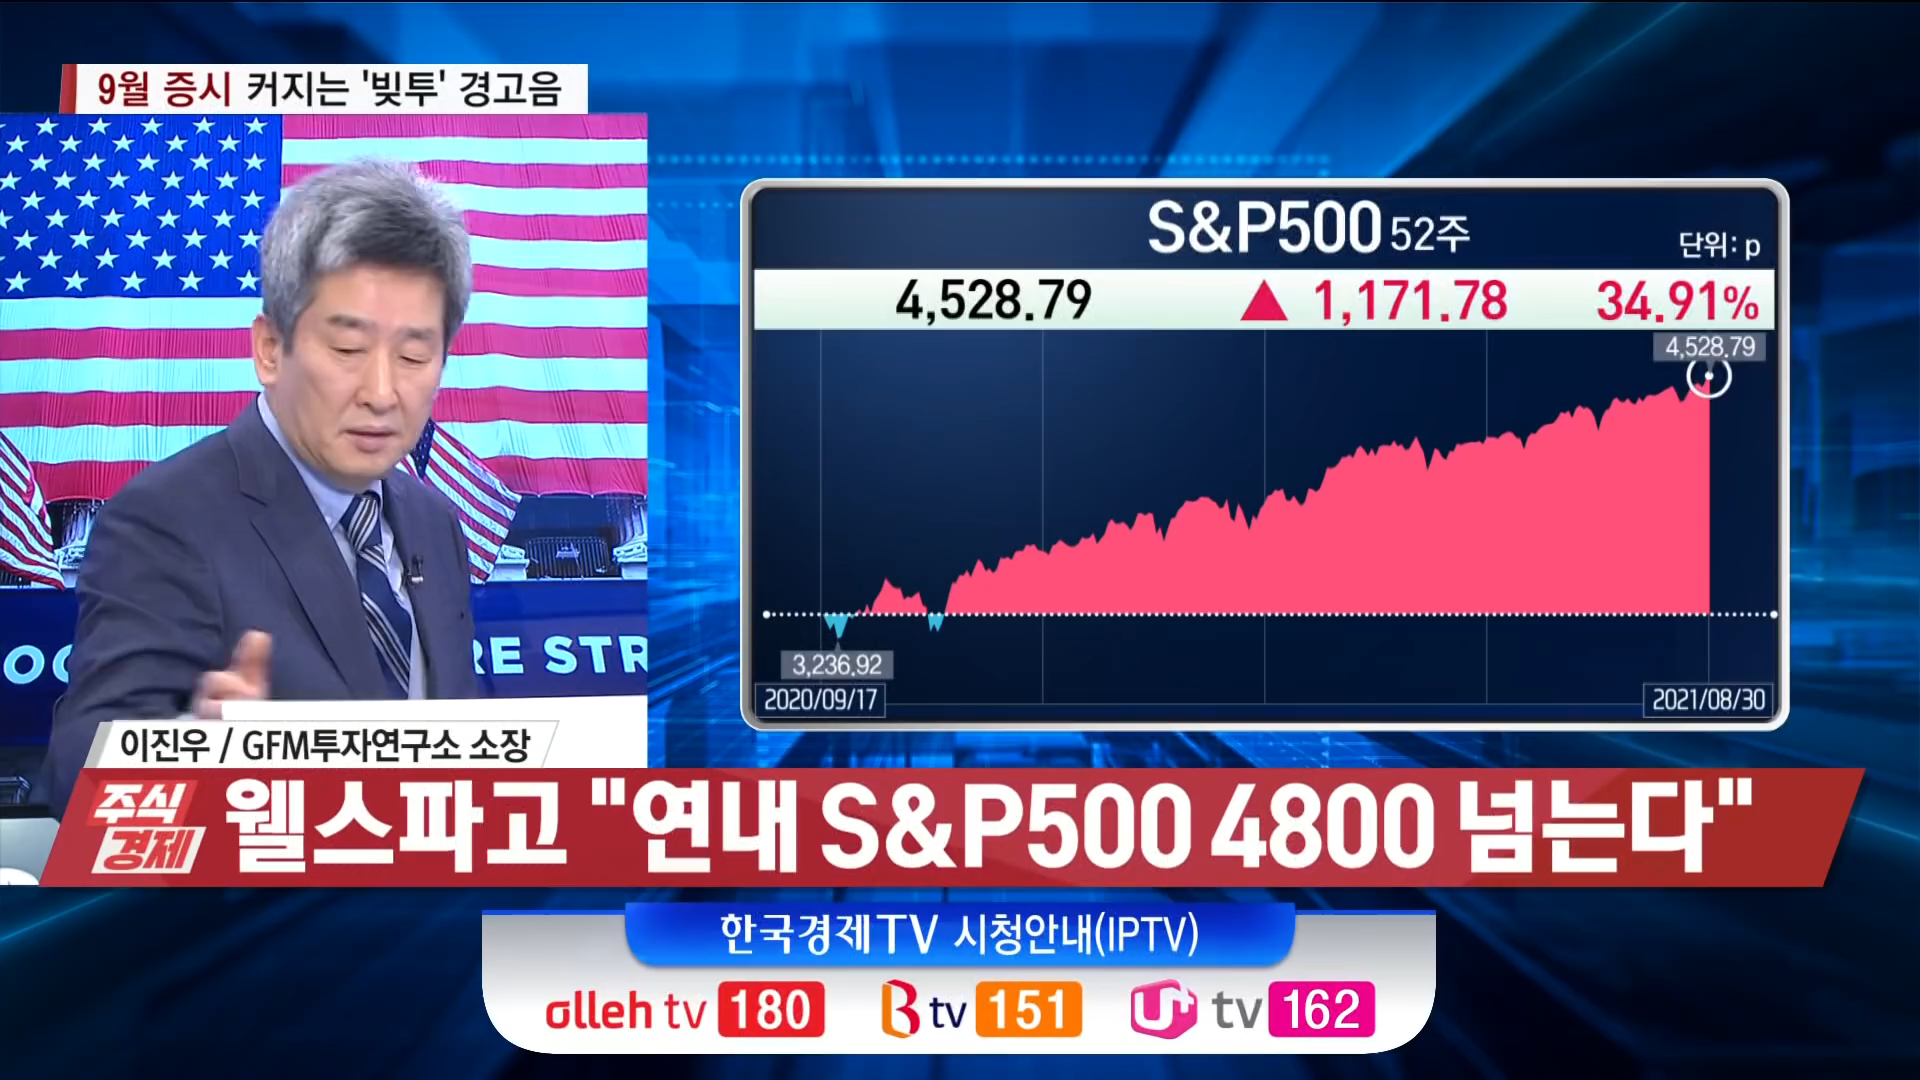 9월 증시 커지는 '빚투' 경고음
S&P500 52주
단위: p
4,528.79 ▲ 1,171.78 34.91%
4,528.79
3,236.92
2020/09/17
2021/08/30
RE STR
이진우 / GFM투자연구소 소장
주식
경제
웰스파고 "연내 S&P500 4800 넘는다"
한국경제TV 시청안내(IPTV)
olleh tv 180 B tv 151 U+ tv 162